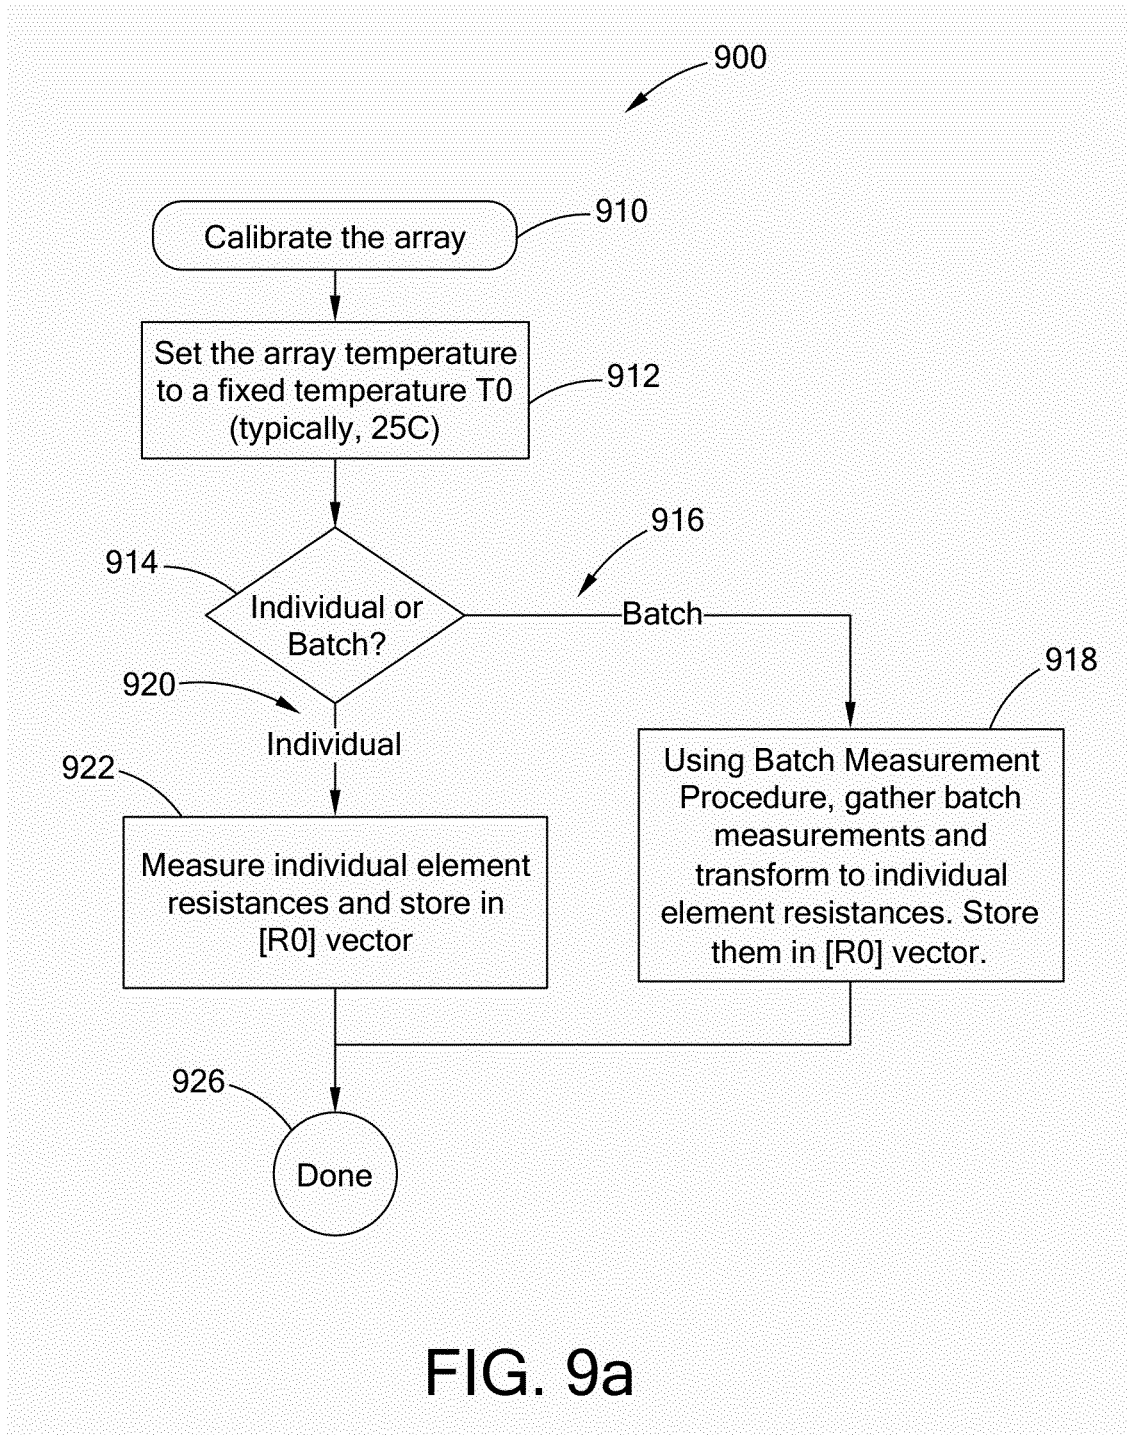 900
Calibrate the array
910
Set the array temperature
to a fixed temperature T0
(typically, 25C)
912
914
Individual or
Batch?
916
Batch
918
Using Batch Measurement
Procedure, gather batch
measurements and
transform to individual
element resistances. Store
them in [R0] vector.
920
Individual
922
Measure individual element
resistances and store in
[R0] vector
926
Done
FIG. 9a